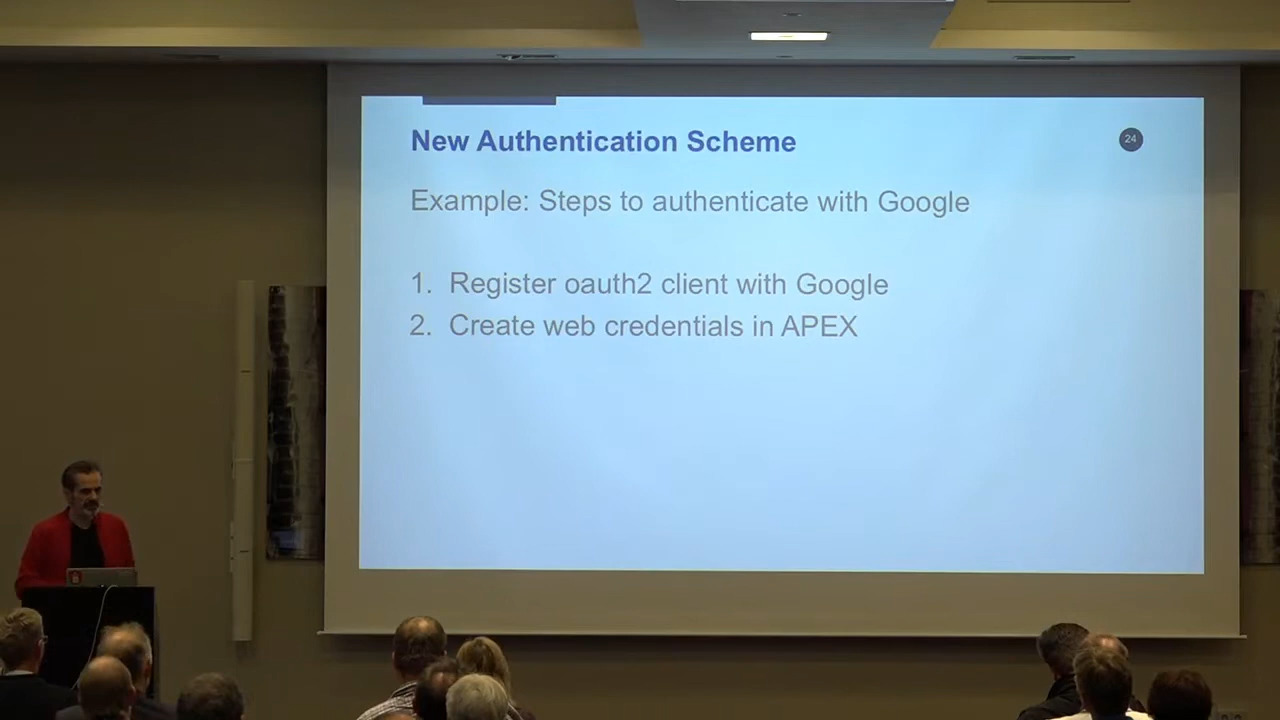 New Authentication Scheme
24
Example: Steps to authenticate with Google
1. Register oauth2 client with Google
2. Create web credentials in APEX